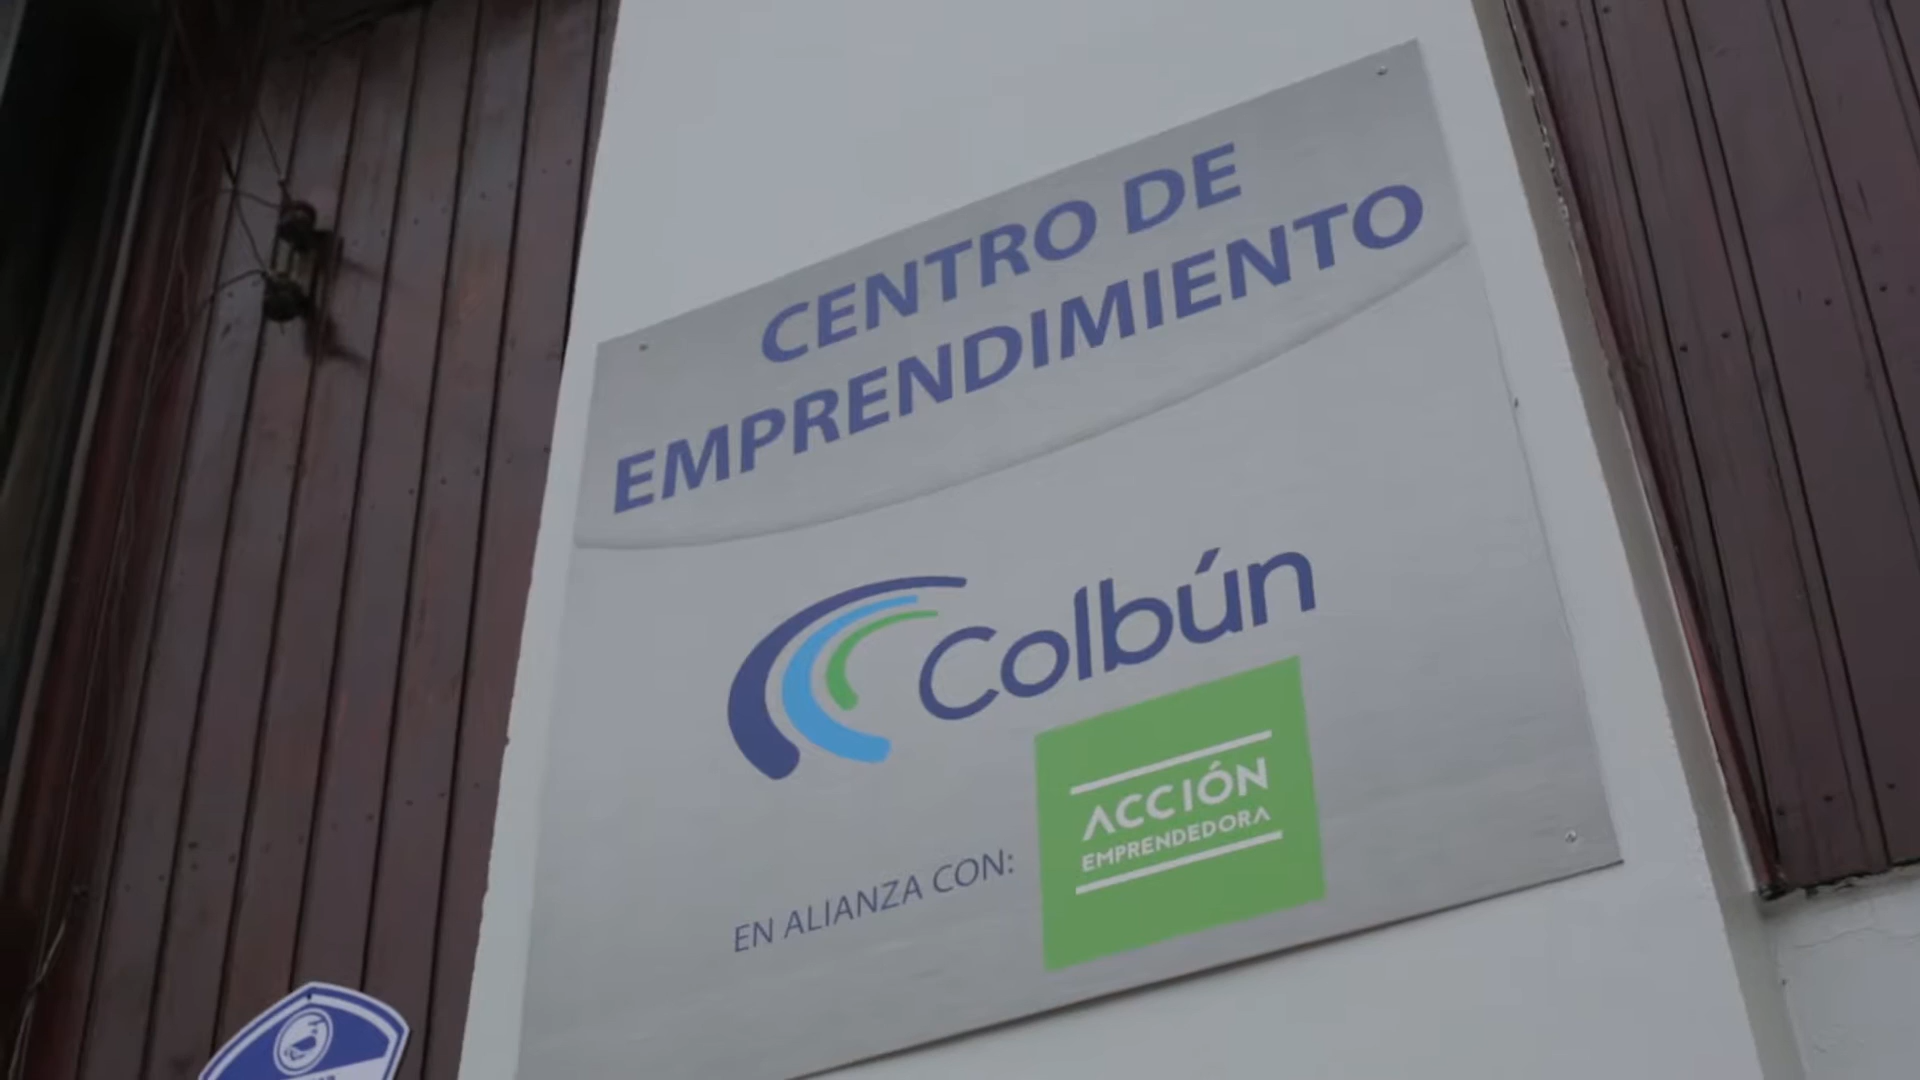 CENTRO DE
EMPRENDIMIENTO
Colbún
EN ALIANZA CON:
ACCIÓN
EMPRENDEDORA